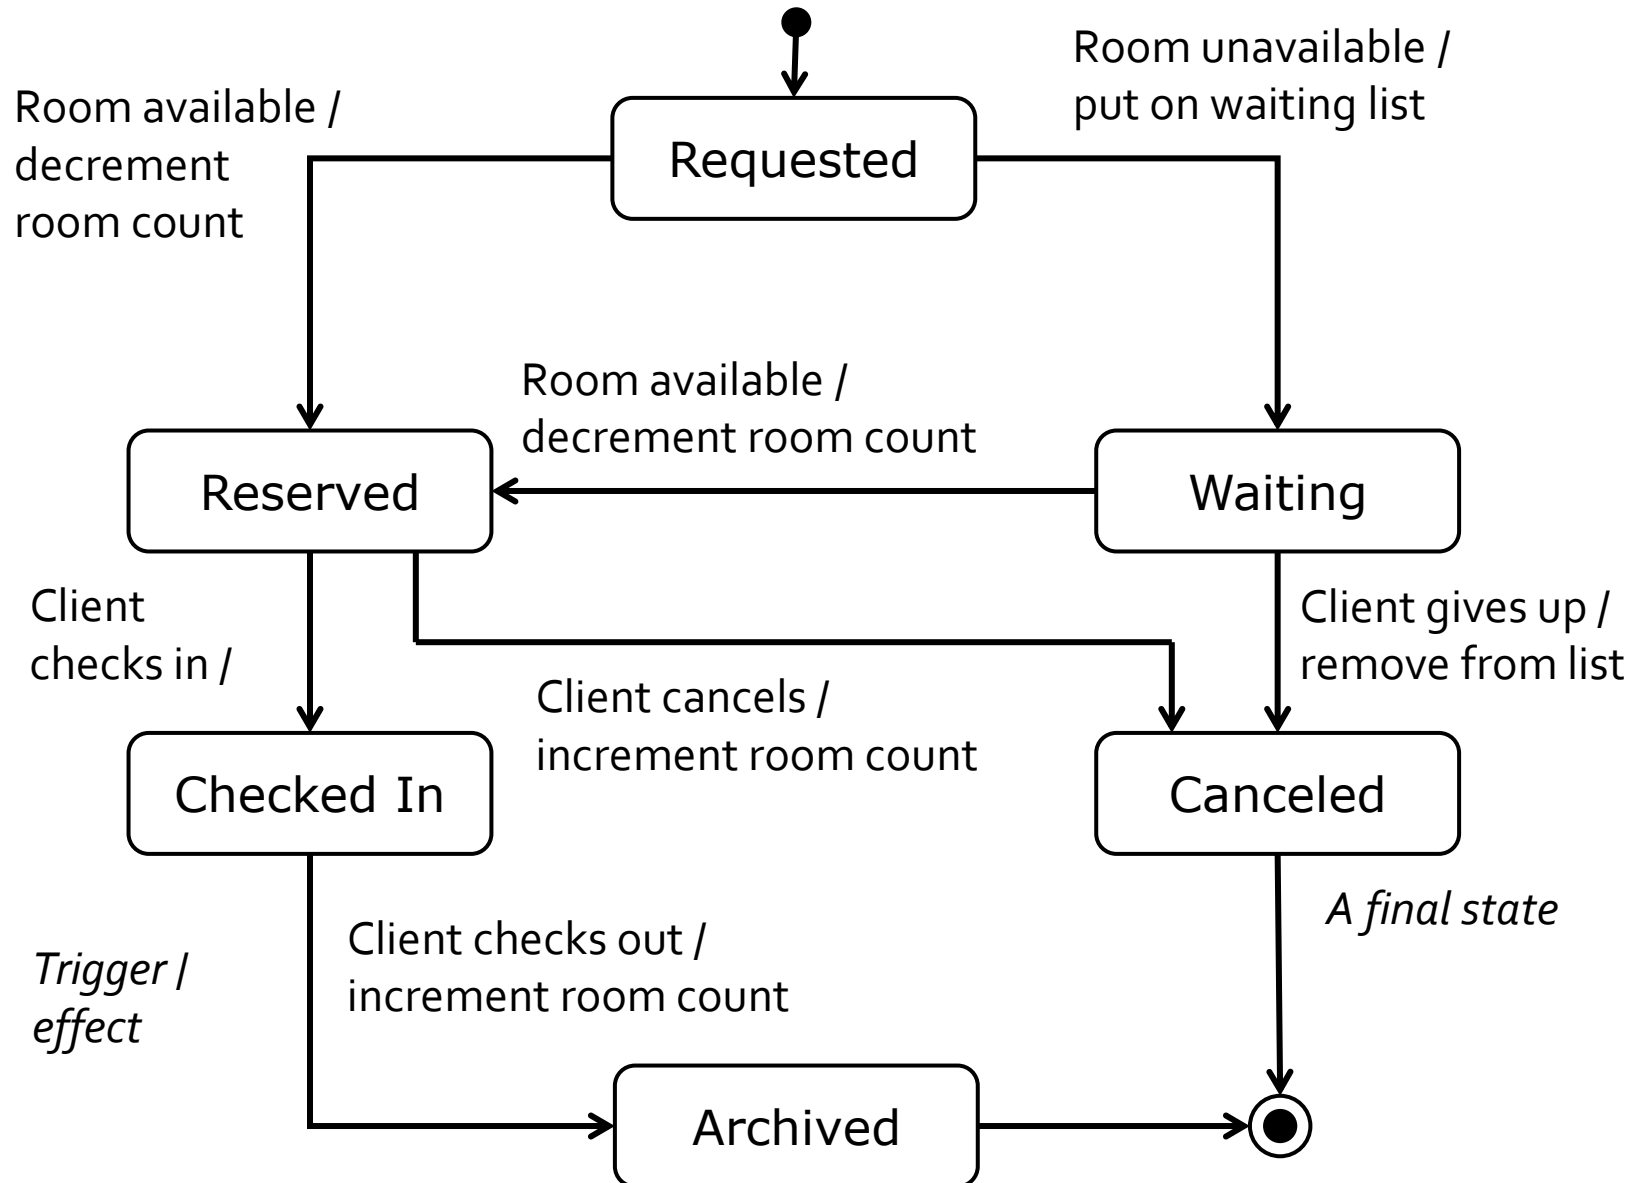 Room unavailable /
put on waiting list
Room available /
decrement
room count
Requested
Room available /
decrement room count
Reserved
Waiting
Client
checks in /
Client gives up /
remove from list
Client cancels /
increment room count
Checked In
Canceled
A final state
Trigger /
effect
Client checks out /
increment room count
Archived